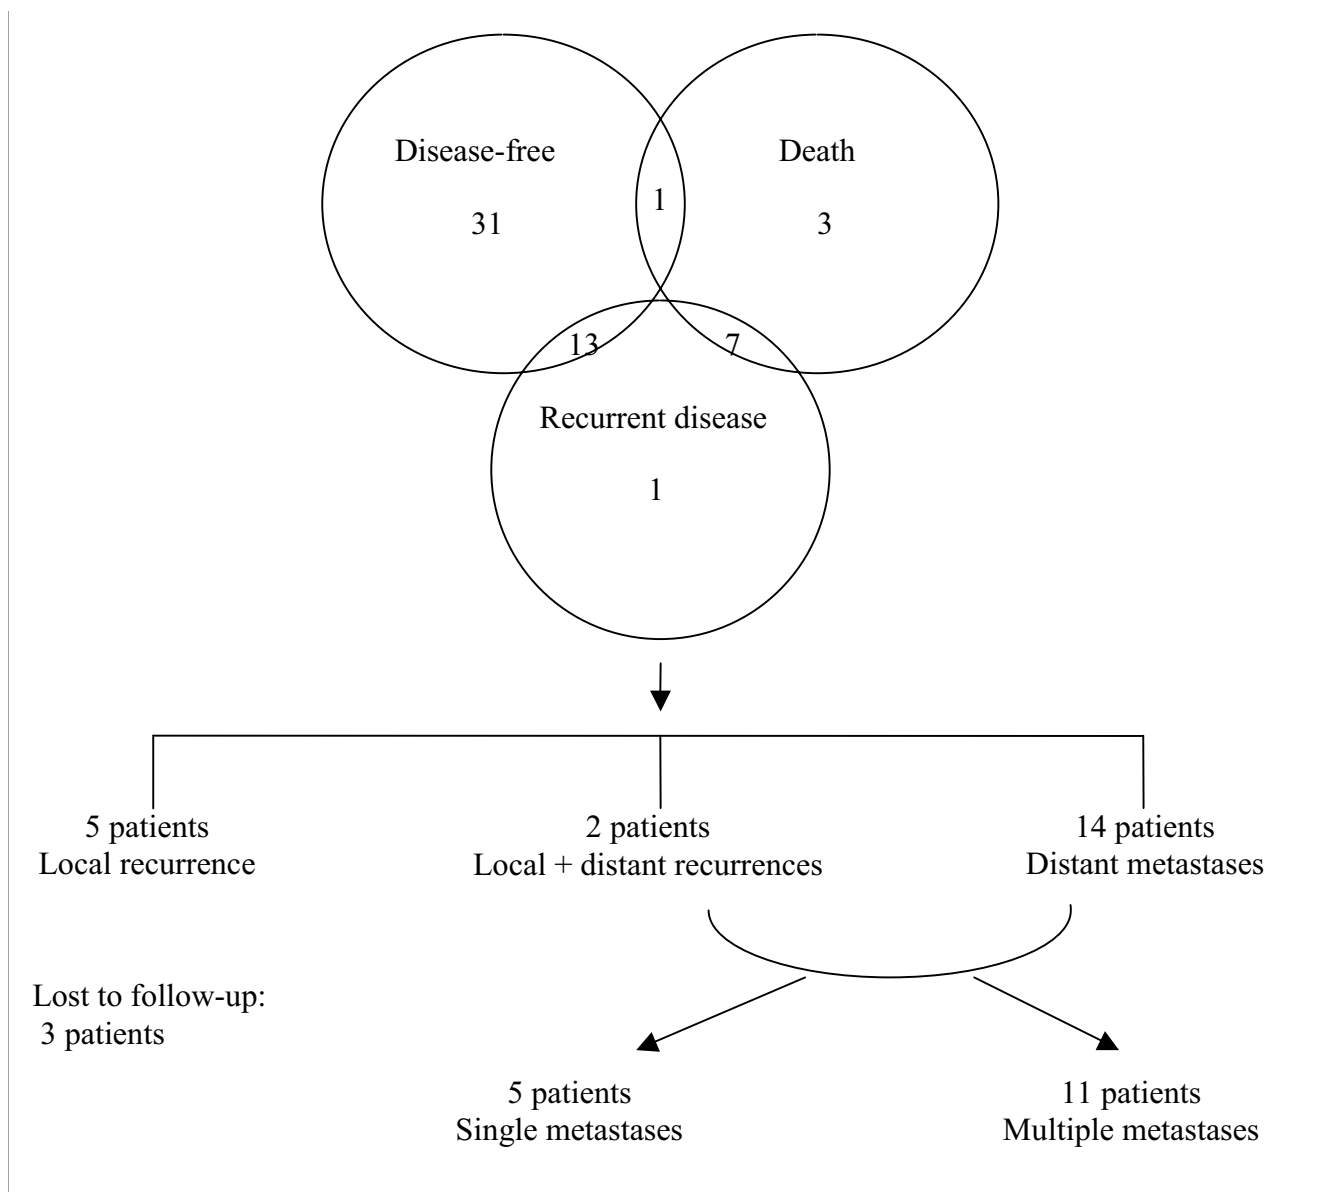 Disease-free
Death
1
31
3
13
7
Recurrent disease
1
5 patients
Local recurrence
2 patients
Local + distant recurrences
14 patients
Distant metastases
Lost to follow-up:
3 patients
5 patients
Single metastases
11 patients
Multiple metastases